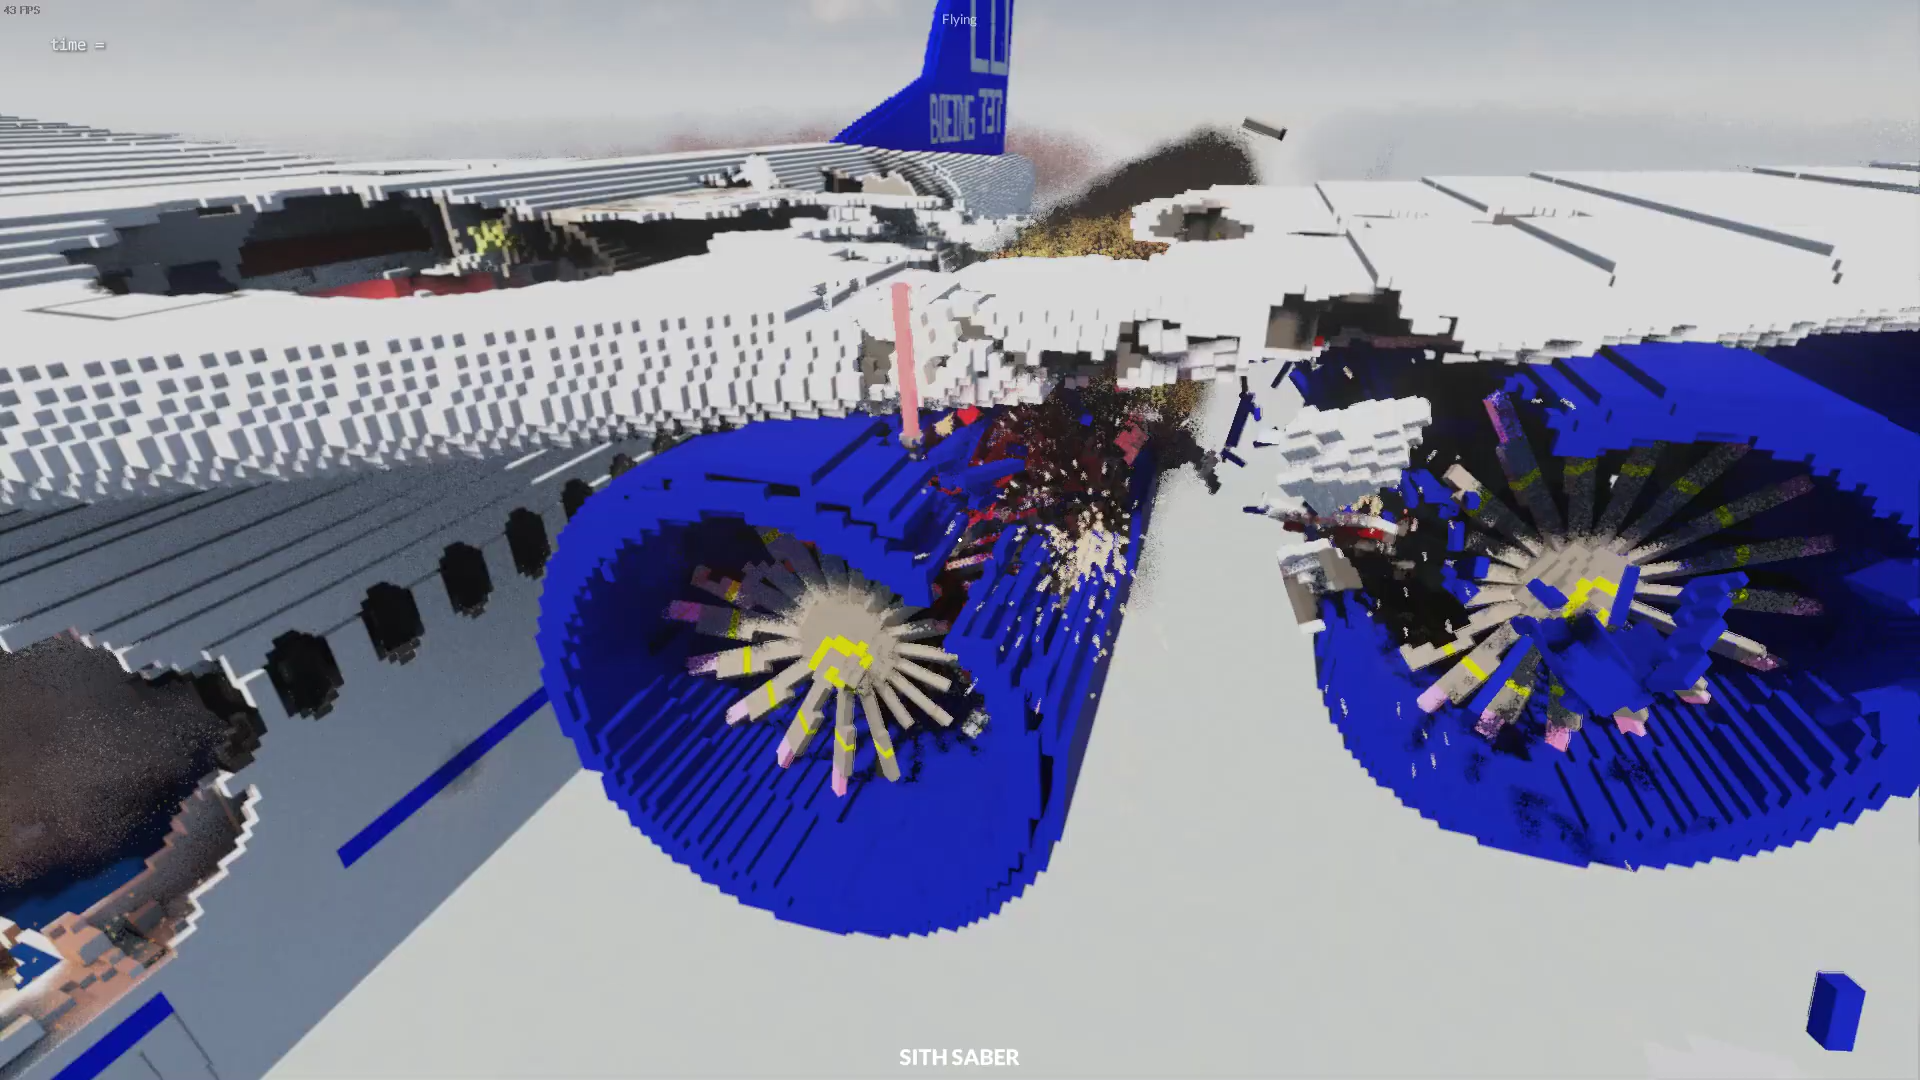 43 FPS
Flying
time =
BOEING 737
SITH SABER